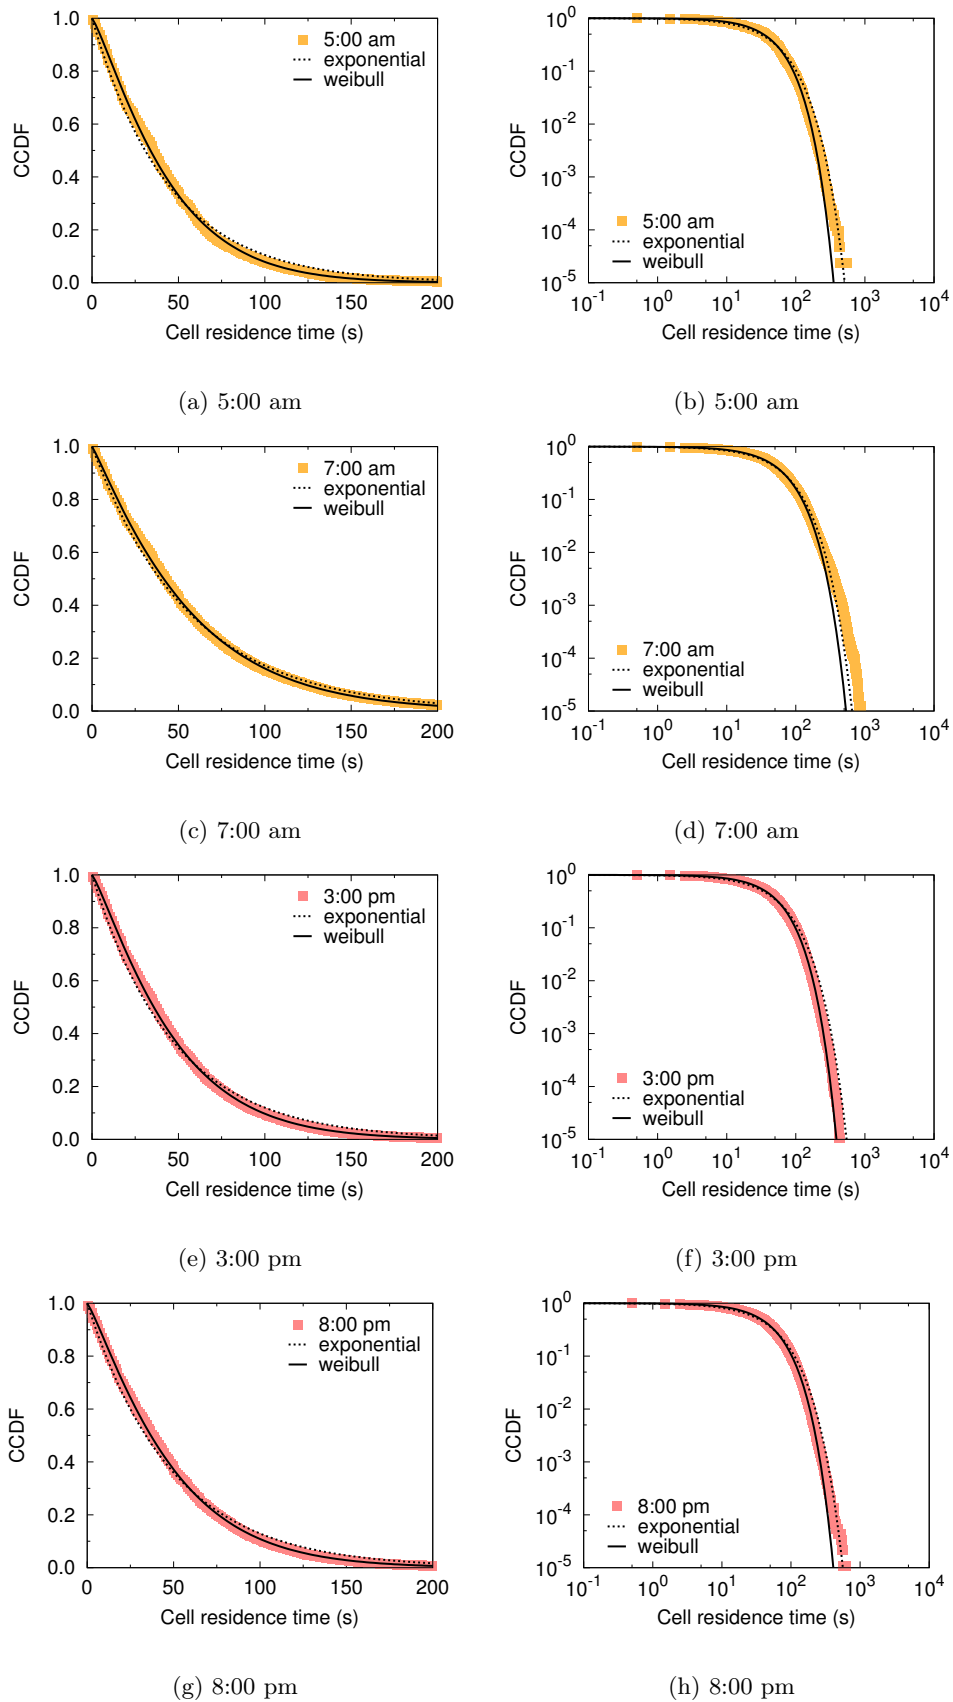 1.0
0.8
0.6
0.4
0.2
0.0
CCDF
5:00 am
exponential
weibull
0 50 100 150 200
Cell residence time (s)
(a) 5:00 am
10^0
10^-1
10^-2
10^-3
10^-4
10^-5
CCDF
5:00 am
exponential
weibull
10^-1 10^0 10^1 10^2 10^3 10^4
Cell residence time (s)
(b) 5:00 am
1.0
0.8
0.6
0.4
0.2
0.0
CCDF
7:00 am
exponential
weibull
0 50 100 150 200
Cell residence time (s)
(c) 7:00 am
10^0
10^-1
10^-2
10^-3
10^-4
10^-5
CCDF
7:00 am
exponential
weibull
10^-1 10^0 10^1 10^2 10^3 10^4
Cell residence time (s)
(d) 7:00 am
1.0
0.8
0.6
0.4
0.2
0.0
CCDF
3:00 pm
exponential
weibull
0 50 100 150 200
Cell residence time (s)
(e) 3:00 pm
10^0
10^-1
10^-2
10^-3
10^-4
10^-5
CCDF
3:00 pm
exponential
weibull
10^-1 10^0 10^1 10^2 10^3 10^4
Cell residence time (s)
(f) 3:00 pm
1.0
0.8
0.6
0.4
0.2
0.0
CCDF
8:00 pm
exponential
weibull
0 50 100 150 200
Cell residence time (s)
(g) 8:00 pm
10^0
10^-1
10^-2
10^-3
10^-4
10^-5
CCDF
8:00 pm
exponential
weibull
10^-1 10^0 10^1 10^2 10^3 10^4
Cell residence time (s)
(h) 8:00 pm